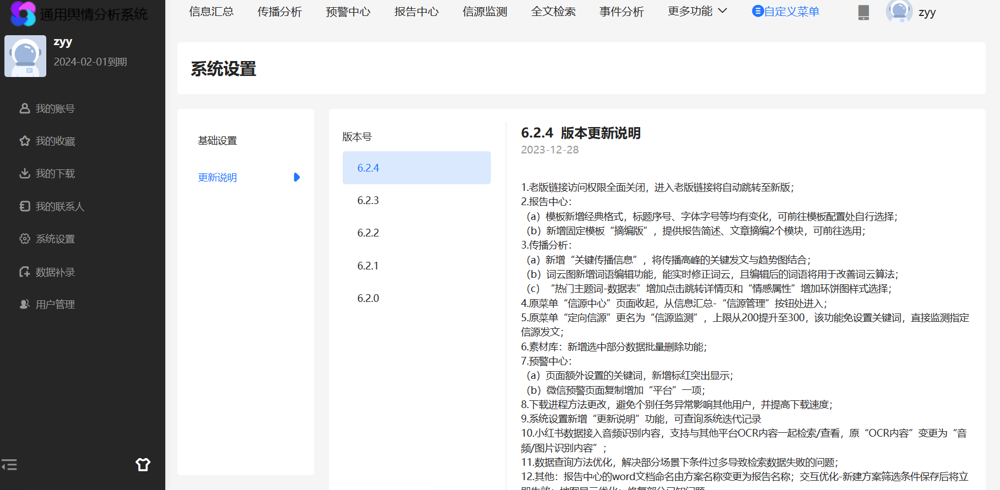 通用舆情分析系统
信息汇总 传播分析 预警中心 报告中心 信源监测 全文检索 事件分析 更多功能 自定义菜单 zyy
zyy
2024-02-01到期
我的账号
我的收藏
我的下载
我的联系人
系统设置
数据补录
用户管理
系统设置
基础设置
更新说明
版本号
6.2.4
6.2.3
6.2.2
6.2.1
6.2.0
6.2.4 版本更新说明
2023-12-28
1.老版链接访问权限全面关闭，进入老版链接将自动跳转至新版；
2.报告中心：
（a）模板新增经典格式，标题序号、字体字号等均有变化，可前往模板配置处自行选择；
（b）新增固定模板“摘编版”，提供报告简述、文章摘编2个模块，可前往选用；
3.传播分析：
（a）新增“关键传播信息”，将传播高峰的关键发文与趋势图结合；
（b）词云图新增词语编辑功能，能实时修正词云，且编辑后的词语将用于改善词云算法；
（c）“热门主题词-数据表”增加点击跳转详情页和“情感属性”增加环饼图样式选择；
4.原菜单“信源中心”页面收起，从信息汇总-“信源管理”按钮处进入；
5.原菜单“定向信源”更名为“信源监测”，上限从200提升至300，该功能免设置关键词，直接监测指定
信源发文；
6.素材库：新增选中部分数据批量删除功能；
7.预警中心：
（a）页面额外设置的关键词，新增标红突出显示；
（b）微信预警页面复制增加“平台”一项；
8.下载进程方法更改，避免个别任务异常影响其他用户，并提高下载速度；
9.系统设置新增“更新说明”功能，可查询系统迭代记录
10.小红书数据接入音频识别内容，支持与其他平台OCR内容一起检索/查看，原“OCR内容”变更为“音
频/图片识别内容”；
11.数据查询方法优化，解决部分场景下条件过多导致检索数据失败的问题；
12.其他：报告中心的word文档命名由方案名称变更为报告名称；交互优化-新建方案筛选条件保存后将立